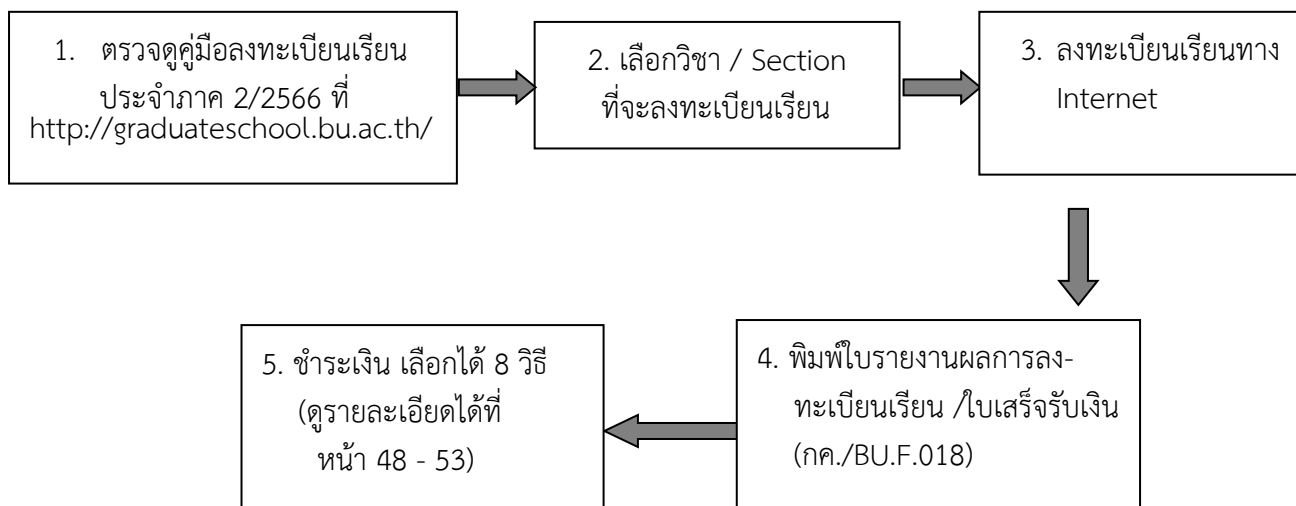 1. ตรวจดูคู่มือลงทะเบียนเรียน
ประจำภาค 2/2566 ที่
http://graduateschool.bu.ac.th/
2. เลือกวิชา / Section
ที่จะลงทะเบียนเรียน
3. ลงทะเบียนเรียนทาง
Internet
4. พิมพ์ใบรายงานผลการลง-
ทะเบียนเรียน /ใบเสร็จรับเงิน
(กค./BU.F.018)
5. ชำระเงิน เลือกได้ 8 วิธี
(ดูรายละเอียดได้ที่
หน้า 48 - 53)